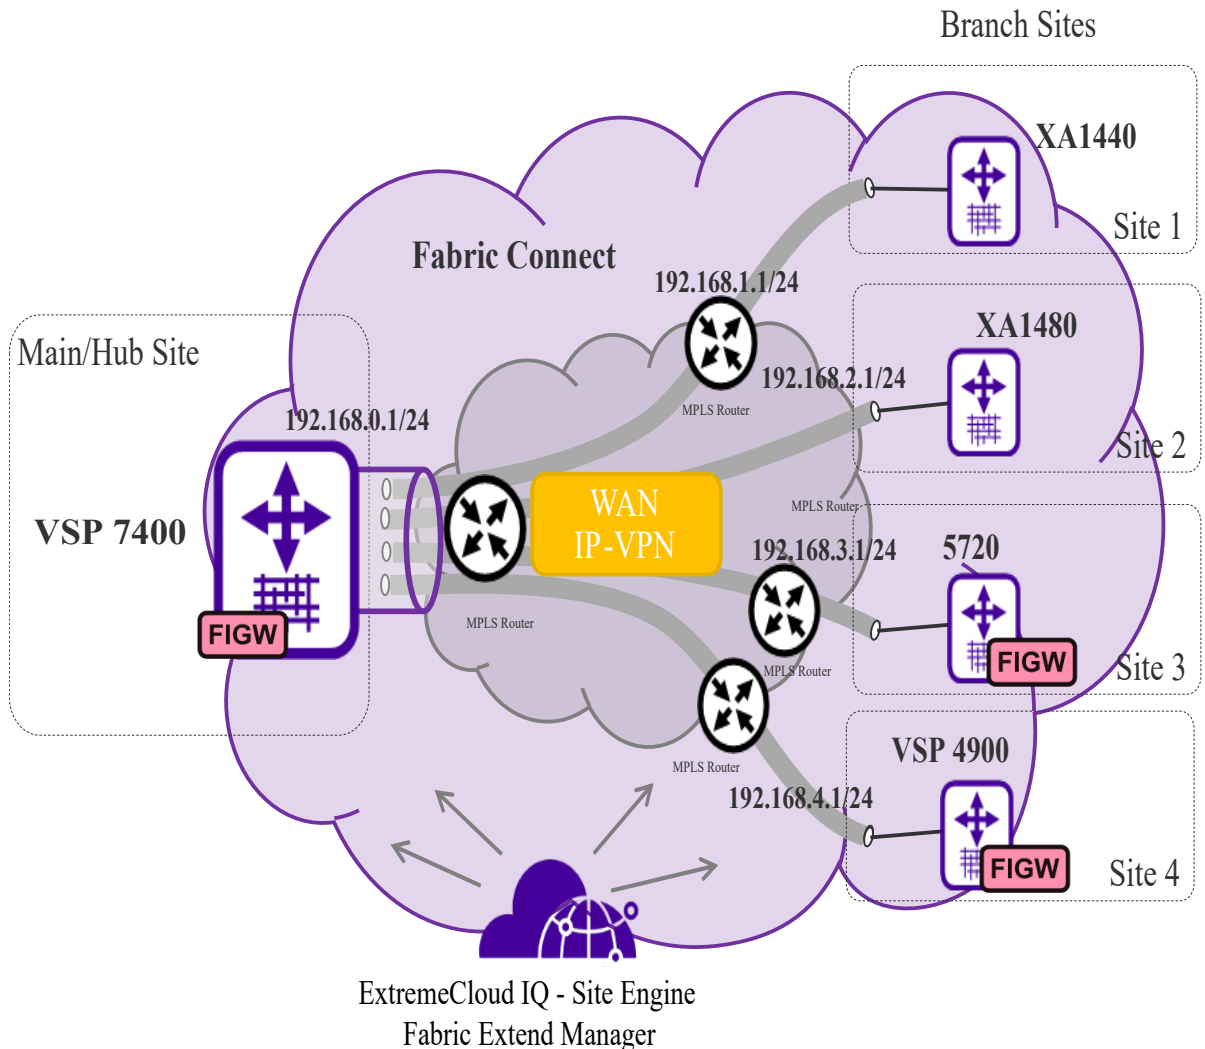 Branch Sites
XA1440
Site 1
Fabric Connect
192.168.1.1/24
MPLS Router
XA1480
192.168.2.1/24
Site 2
Main/Hub Site
192.168.0.1/24
VSP 7400
FIGW
MPLS Router
WAN
IP-VPN
MPLS Router
192.168.3.1/24
5720
FIGW
Site 3
MPLS Router
MPLS Router
VSP 4900
192.168.4.1/24
FIGW
Site 4
ExtremeCloud IQ - Site Engine
Fabric Extend Manager